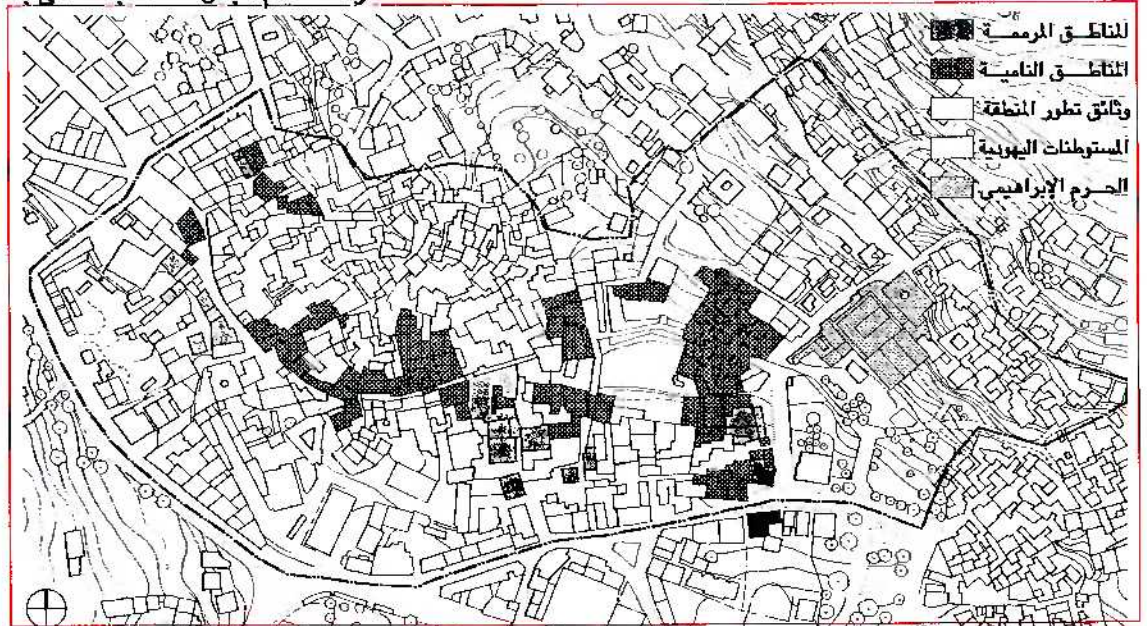 المناطق المرممة
المناطق النامية
وثائق تطور المنطقة
المستوطنات اليهودية
الحرم الإبراهيمي